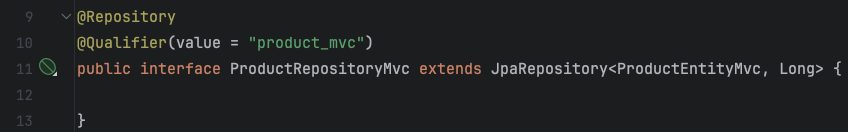 9 @Repository
10 @Qualifier(value = "product_mvc")
11 public interface ProductRepositoryMvc extends JpaRepository<ProductEntityMvc, Long> {
12
13 }